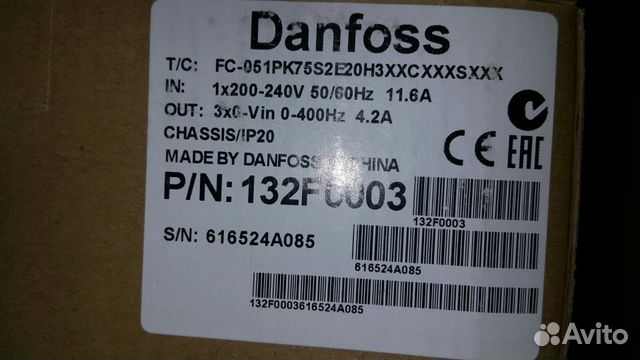 Danfoss
T/C: FC-051PK75S2E20H3XXCXXXSXXX
IN: 1x200-240V 50/60Hz 11.6A
OUT: 3x0-Vin 0-400Hz 4.2A
CHASSIS/IP20
MADE BY DANFOSS IN CHINA
CE EAC
P/N: 132F0003
132F0003
S/N: 616524A085
616524A085
132F0003616524A085
Avito